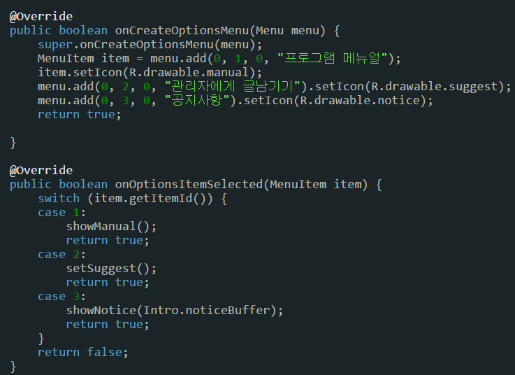 @Override
public boolean onCreateOptionsMenu(Menu menu) {
super.onCreateOptionsMenu(menu);
MenuItem item = menu.add(0, 1, 0, "프로그램 메뉴얼");
item.setIcon(R.drawable.manual);
menu.add(0, 2, 0, "관리자에게 글남기기").setIcon(R.drawable.suggest);
menu.add(0, 3, 0, "공지사항").setIcon(R.drawable.notice);
return true;
}
@Override
public boolean onOptionsItemSelected(MenuItem item) {
switch (item.getItemId()) {
case 1:
showManual();
return true;
case 2:
setSuggest();
return true;
case 3:
showNotice(Intro.noticeBuffer);
return true;
}
return false;
}